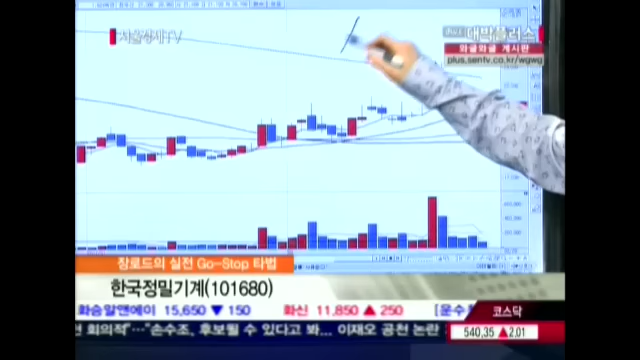 서울경제TV
대박플러스
와글와글 게시판
plus.sentv.co.kr/wgwg
장로드의 실전 Go-Stop 타법
한국정밀기계(101680)
화승알앤에이 15,650 ▼ 150 화신 11,850 ▲ 250 [운수
코스닥
천 회의적"…"손수조, 후보될 수 있다고 봐... 이재오 공천 논란
540.35 ▲2.01